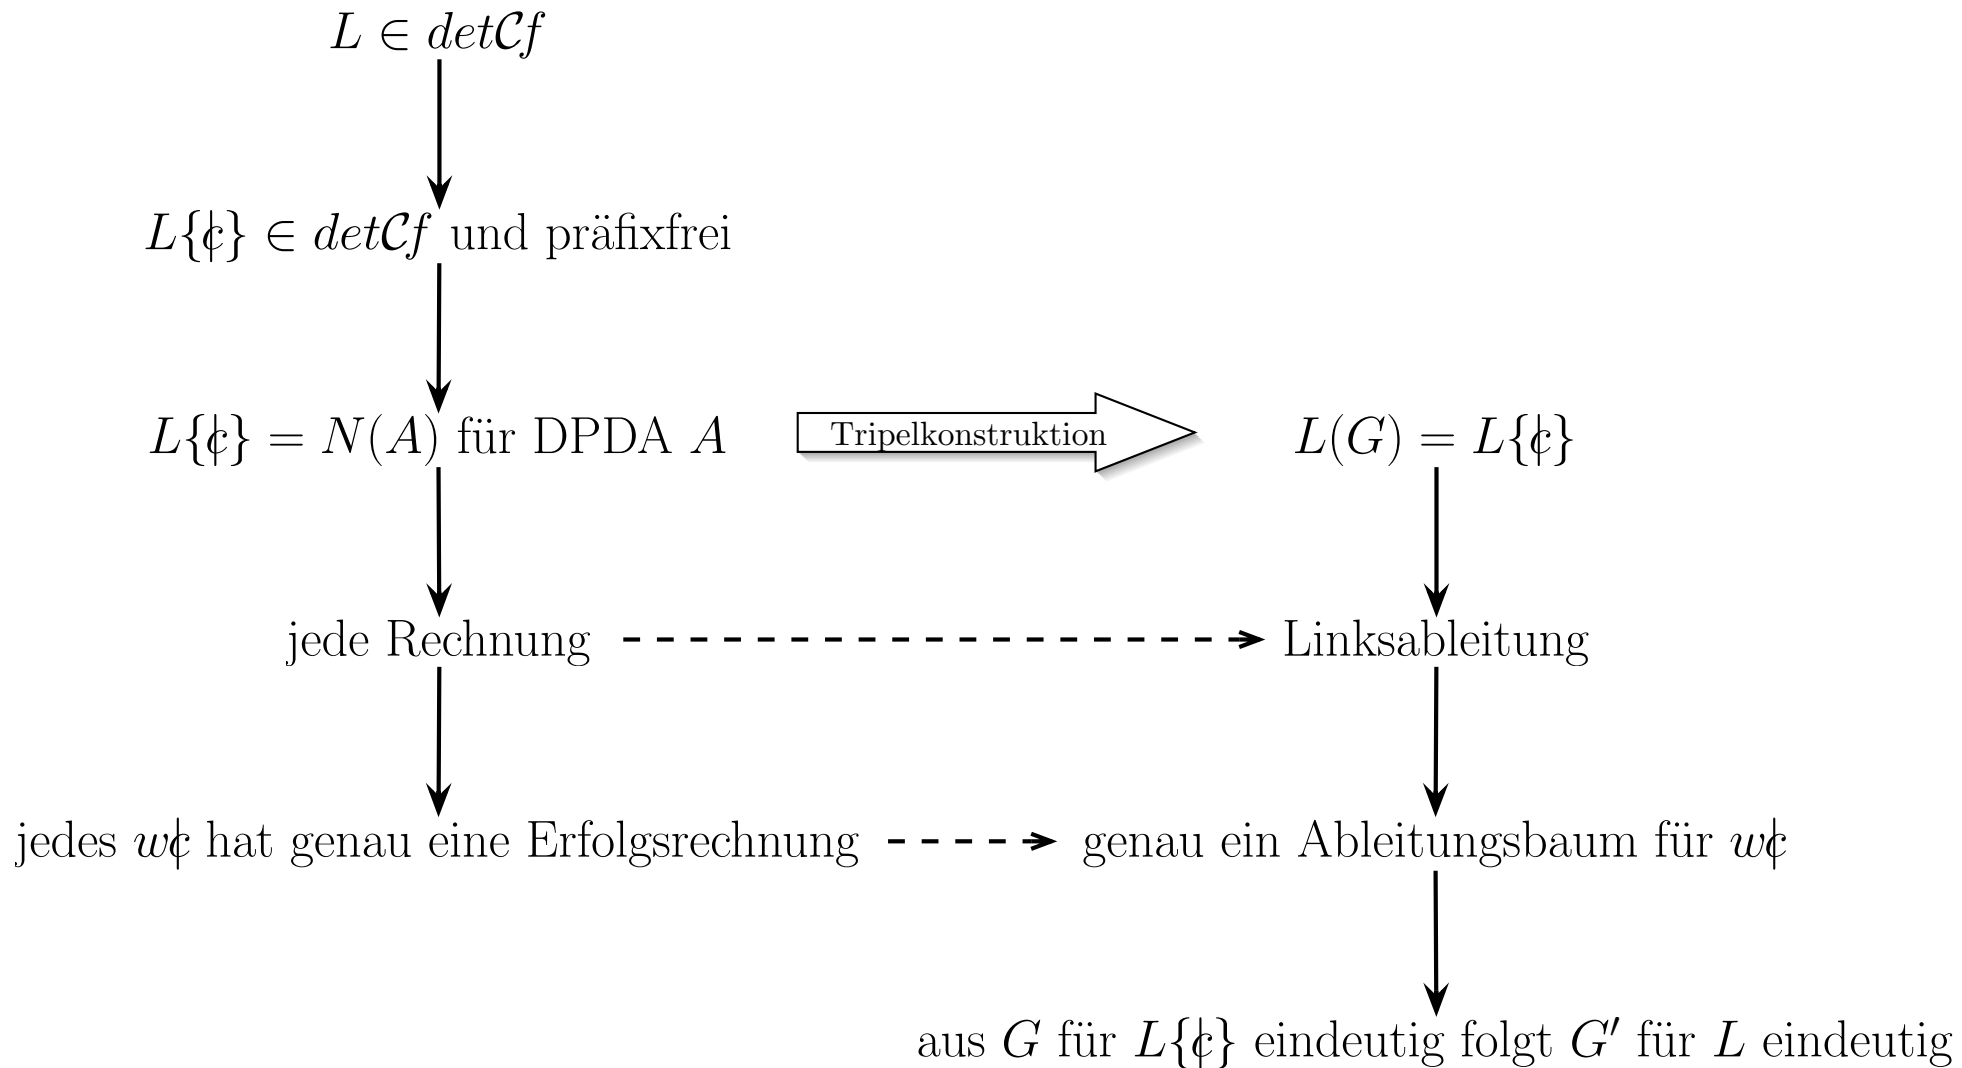 L ∈ det𝒞f
L{¢} ∈ det𝒞f und präfixfrei
L{¢} = N(A) für DPDA A
Tripelkonstruktion
L(G) = L{¢}
jede Rechnung
Linksableitung
jedes w¢ hat genau eine Erfolgsrechnung
genau ein Ableitungsbaum für w¢
aus G für L{¢} eindeutig folgt G′ für L eindeutig